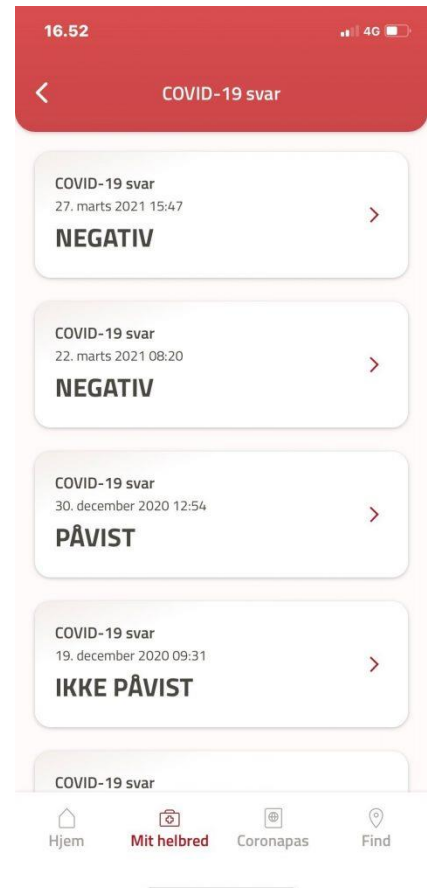 16.52 4G
COVID-19 svar
COVID-19 svar
27. marts 2021 15:47
NEGATIV
COVID-19 svar
22. marts 2021 08:20
NEGATIV
COVID-19 svar
30. december 2020 12:54
PÅVIST
COVID-19 svar
19. december 2020 09:31
IKKE PÅVIST
COVID-19 svar
Hjem Mit helbred Coronapas Find